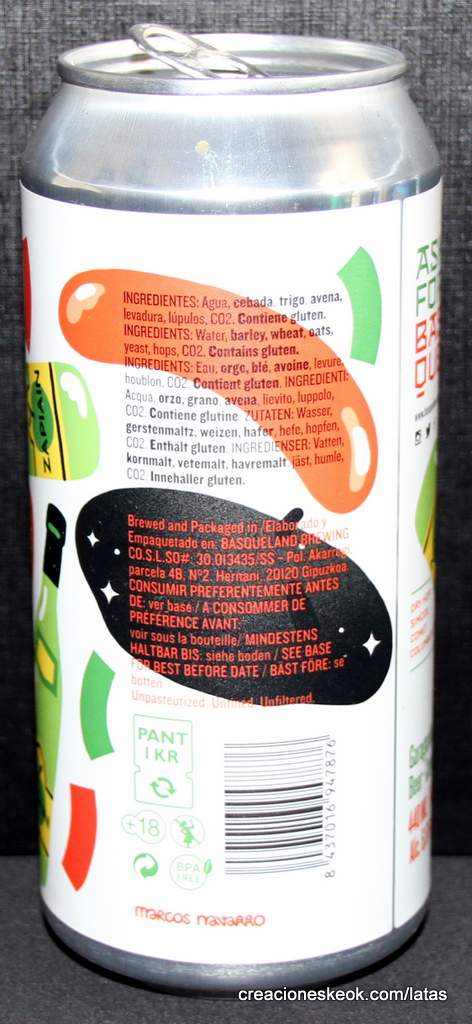 INGREDIENTES: Agua, cebada, trigo, avena,
levadura, lúpulos, CO2. Contiene gluten.
INGREDIENTS: Water, barley, wheat, oats,
yeast, hops, CO2. Contains gluten.
INGREDIENTS: Eau, orge, blé, avoine, levure,
houblon, CO2. Contient gluten. INGREDIENTI:
Acqua, orzo, grano, avena, lievito, luppolo,
CO2. Contiene glutine. ZUTATEN: Wasser,
gerstenmaltz, weizen, hafer, hefe, hopfen,
CO2. Enthält gluten. INGREDIENSER: Vatten,
kornmalt, vetemalt, havremalt, jäst, humle,
CO2. Innehaller gluten.
Brewed and Packaged in /Elaborado y
Empaquetado en: BASQUELAND BREWING
CO.S.L.SO#: 30.013435/SS – Pol. Akarregi,
parcela 4B, Nº2. Hernani, 20120 Gipuzkoa.
CONSUMIR PREFERENTEMENTE ANTES
DE: ver base / A CONSOMMER DE
PRÉFÉRENCE AVANT:
voir sous la bouteille/ MINDESTENS
HALTBAR BIS: siehe boden / SEE BASE
FOR BEST BEFORE DATE / BÄST FÖRE: se
botten.
Unpasteurized. Unfined. Unfiltered.
PANT
1 KR
+18
BPA
FREE
8 437016 947876
MARCOS NAVARRO
ZAPIAIN
creacioneskeok.com/latas